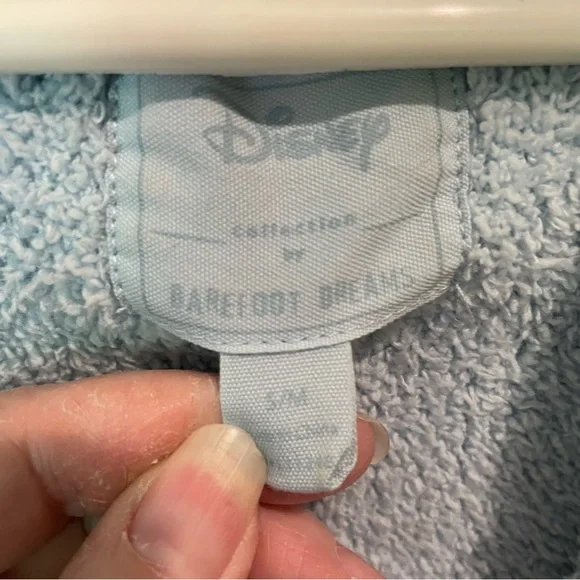 Disney
collection
BY
BAREFOOT DREAMS
S/M